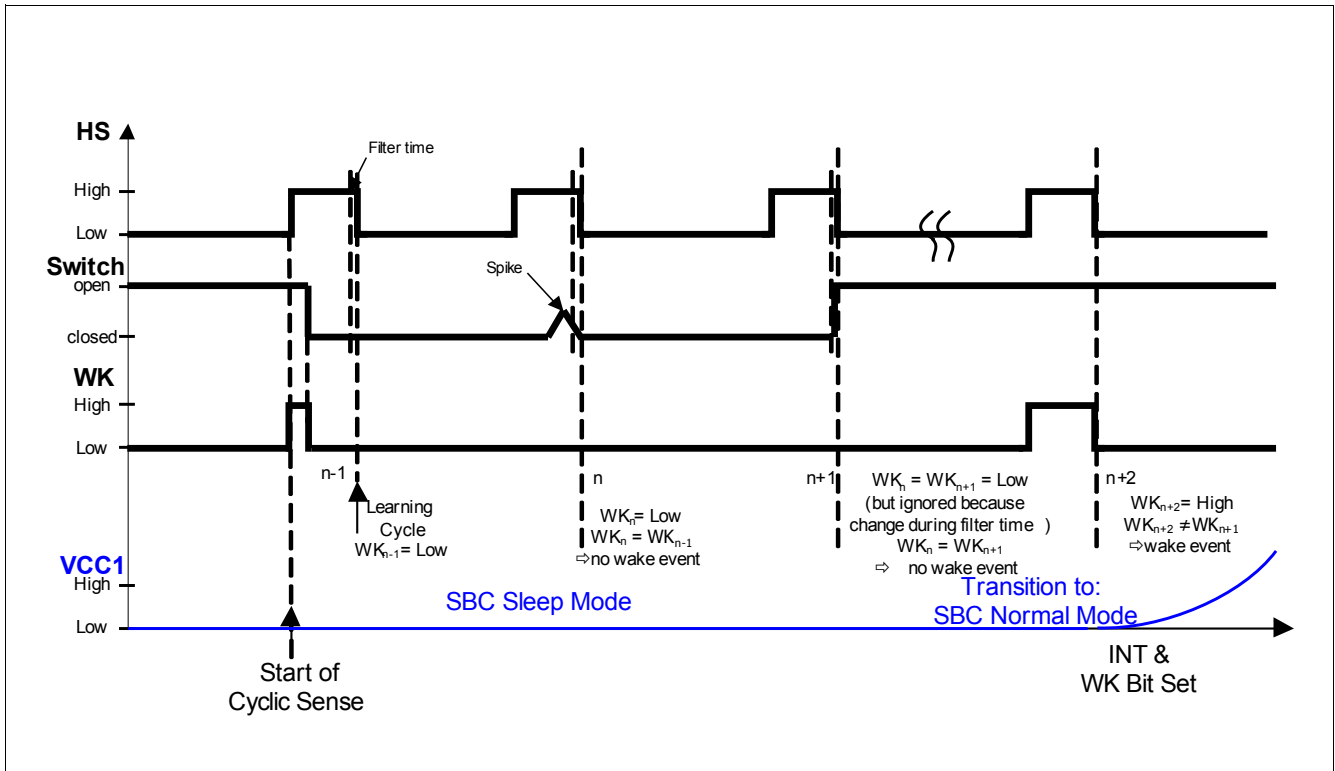 HS
Filter time
High
Low
Switch
open
Spike
closed
WK
High
Low
n-1
n
n+1
n+2
Learning
Cycle
WKn-1= Low
WKn= Low
WKn = WKn-1
⇨no wake event
WKn = WKn+1 = Low
(but ignored because
change during filter time )
WKn = WKn+1
⇨ no wake event
WKn+2= High
WKn+2 ≠WKn+1
⇨wake event
VCC1
High
Low
SBC Sleep Mode
Transition to:
SBC Normal Mode
Start of
Cyclic Sense
INT &
WK Bit Set